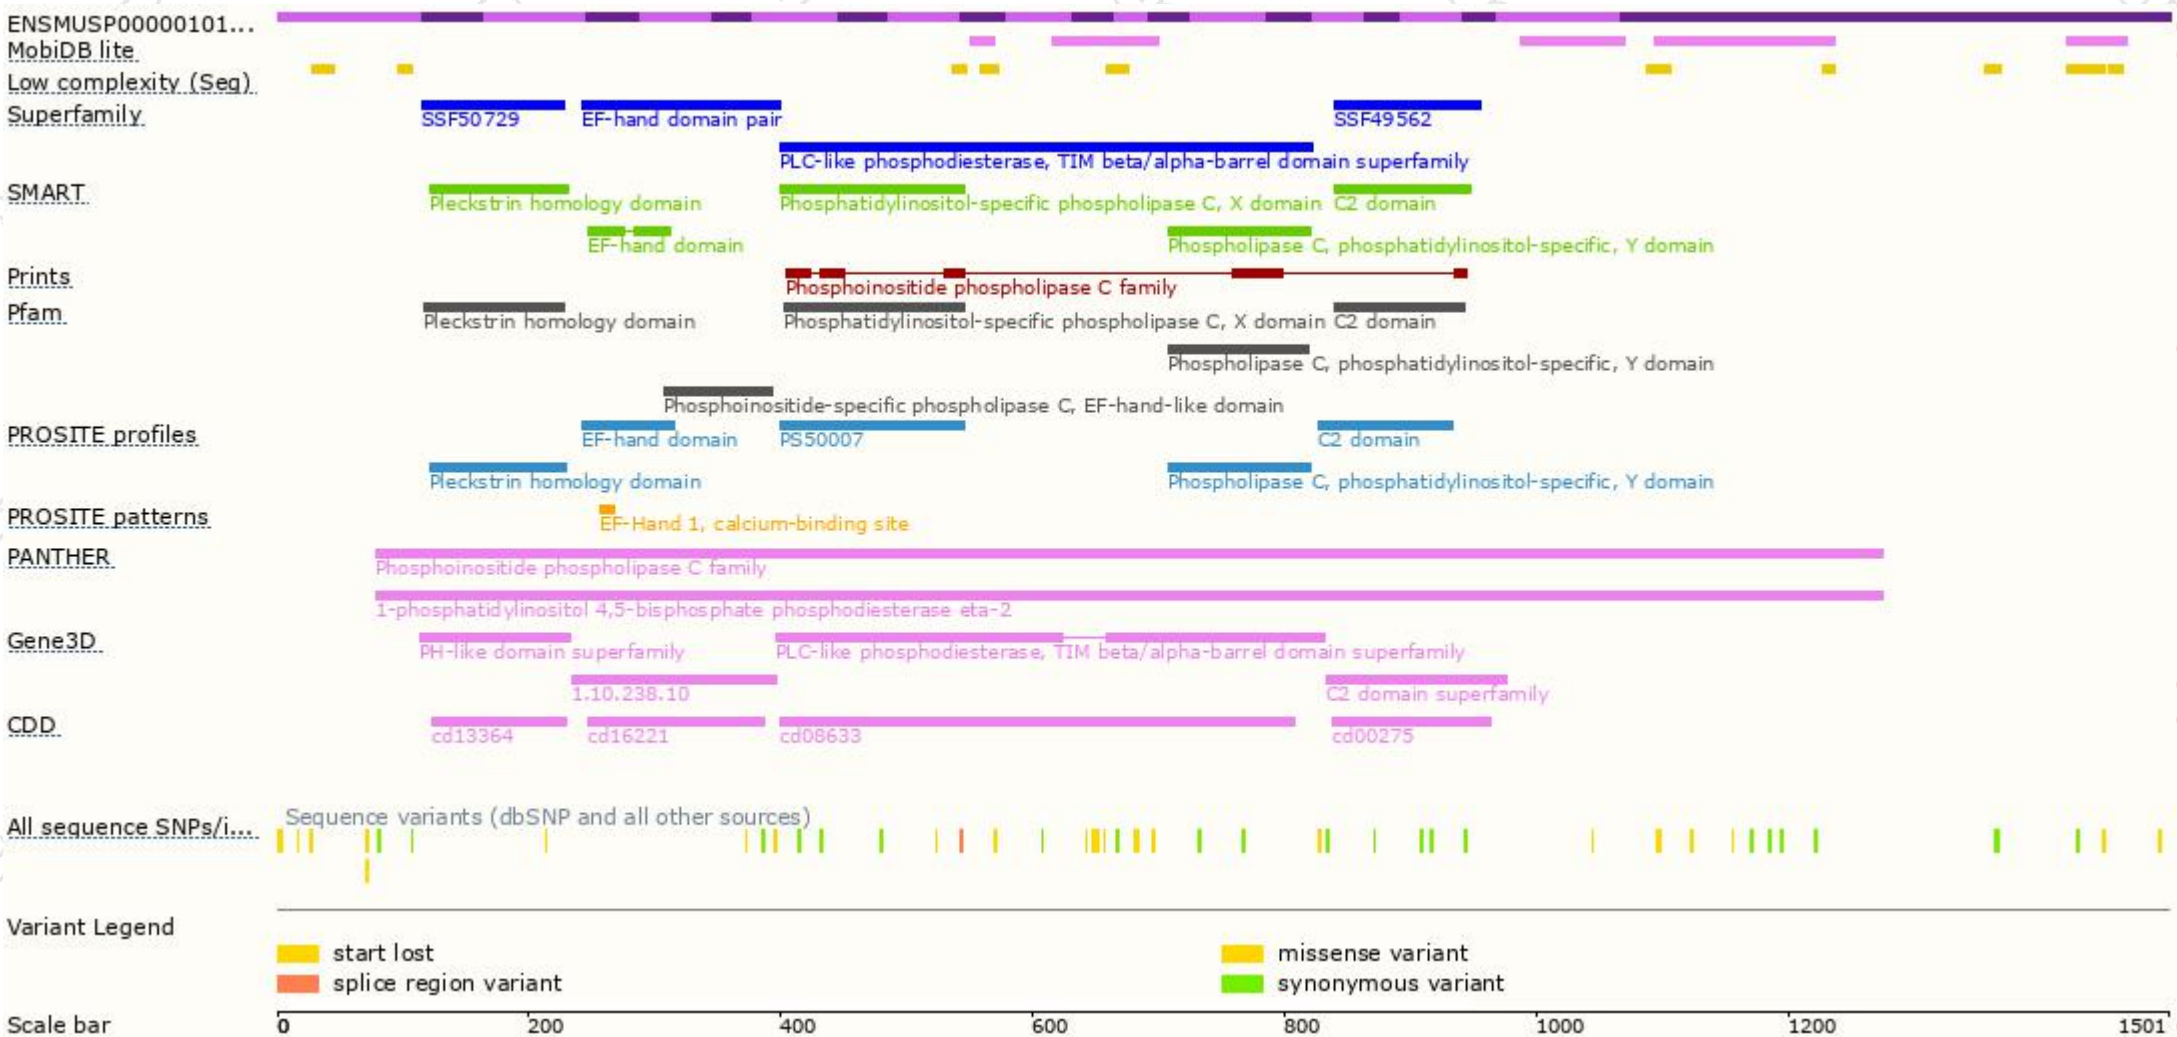 ENSMUSP00000101...
MobiDB lite
Low complexity (Seg)
Superfamily
SSF50729 EF-hand domain pair SSF49562
PLC-like phosphodiesterase, TIM beta/alpha-barrel domain superfamily
SMART
Pleckstrin homology domain Phosphatidylinositol-specific phospholipase C, X domain C2 domain
EF-hand domain Phospholipase C, phosphatidylinositol-specific, Y domain
Prints
Phosphoinositide phospholipase C family
Pfam
Pleckstrin homology domain Phosphatidylinositol-specific phospholipase C, X domain C2 domain
Phospholipase C, phosphatidylinositol-specific, Y domain
Phosphoinositide-specific phospholipase C, EF-hand-like domain
PROSITE profiles
EF-hand domain PS50007 C2 domain
Pleckstrin homology domain Phospholipase C, phosphatidylinositol-specific, Y domain
PROSITE patterns
EF-Hand 1, calcium-binding site
PANTHER
Phosphoinositide phospholipase C family
1-phosphatidylinositol 4,5-bisphosphate phosphodiesterase eta-2
Gene3D
PH-like domain superfamily PLC-like phosphodiesterase, TIM beta/alpha-barrel domain superfamily
1.10.238.10 C2 domain superfamily
CDD
cd13364 cd16221 cd08633 cd00275
Sequence variants (dbSNP and all other sources)
All sequence SNPs/i...
Variant Legend
start lost missense variant
splice region variant synonymous variant
Scale bar 0 200 400 600 800 1000 1200 1501